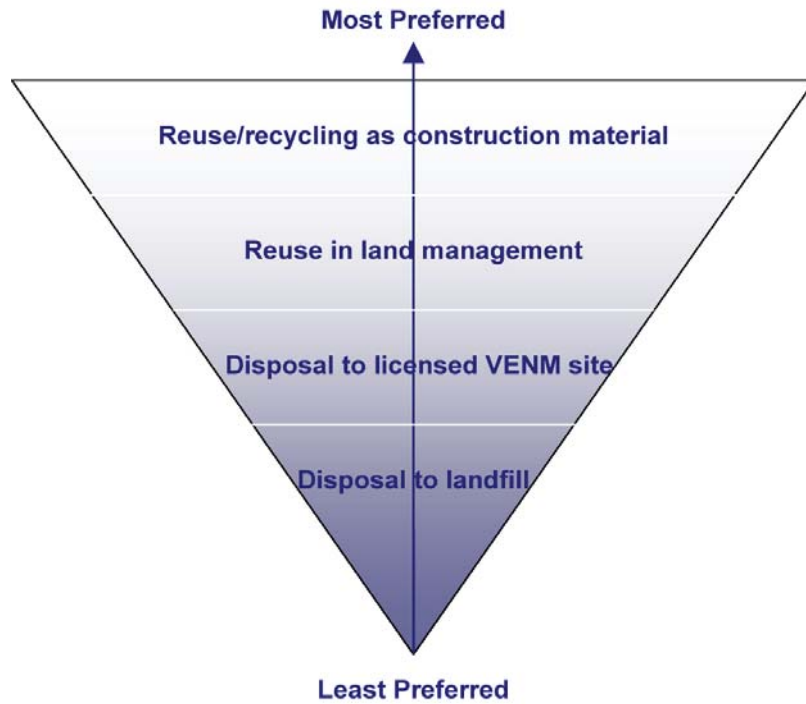 Most Preferred
Reuse/recycling as construction material
Reuse in land management
Disposal to licensed VENM site
Disposal to landfill
Least Preferred